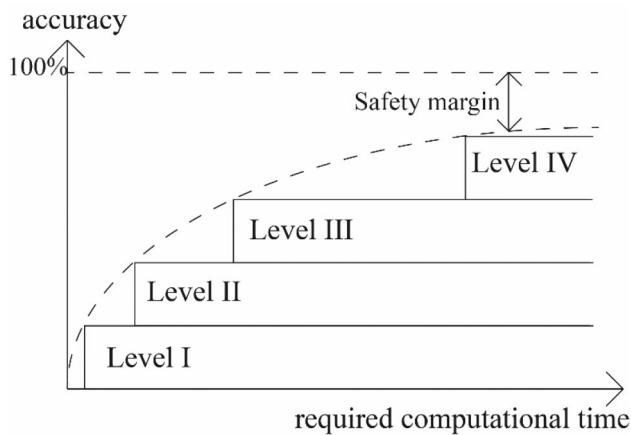 accuracy
100%
Safety margin
Level IV
Level III
Level II
Level I
required computational time